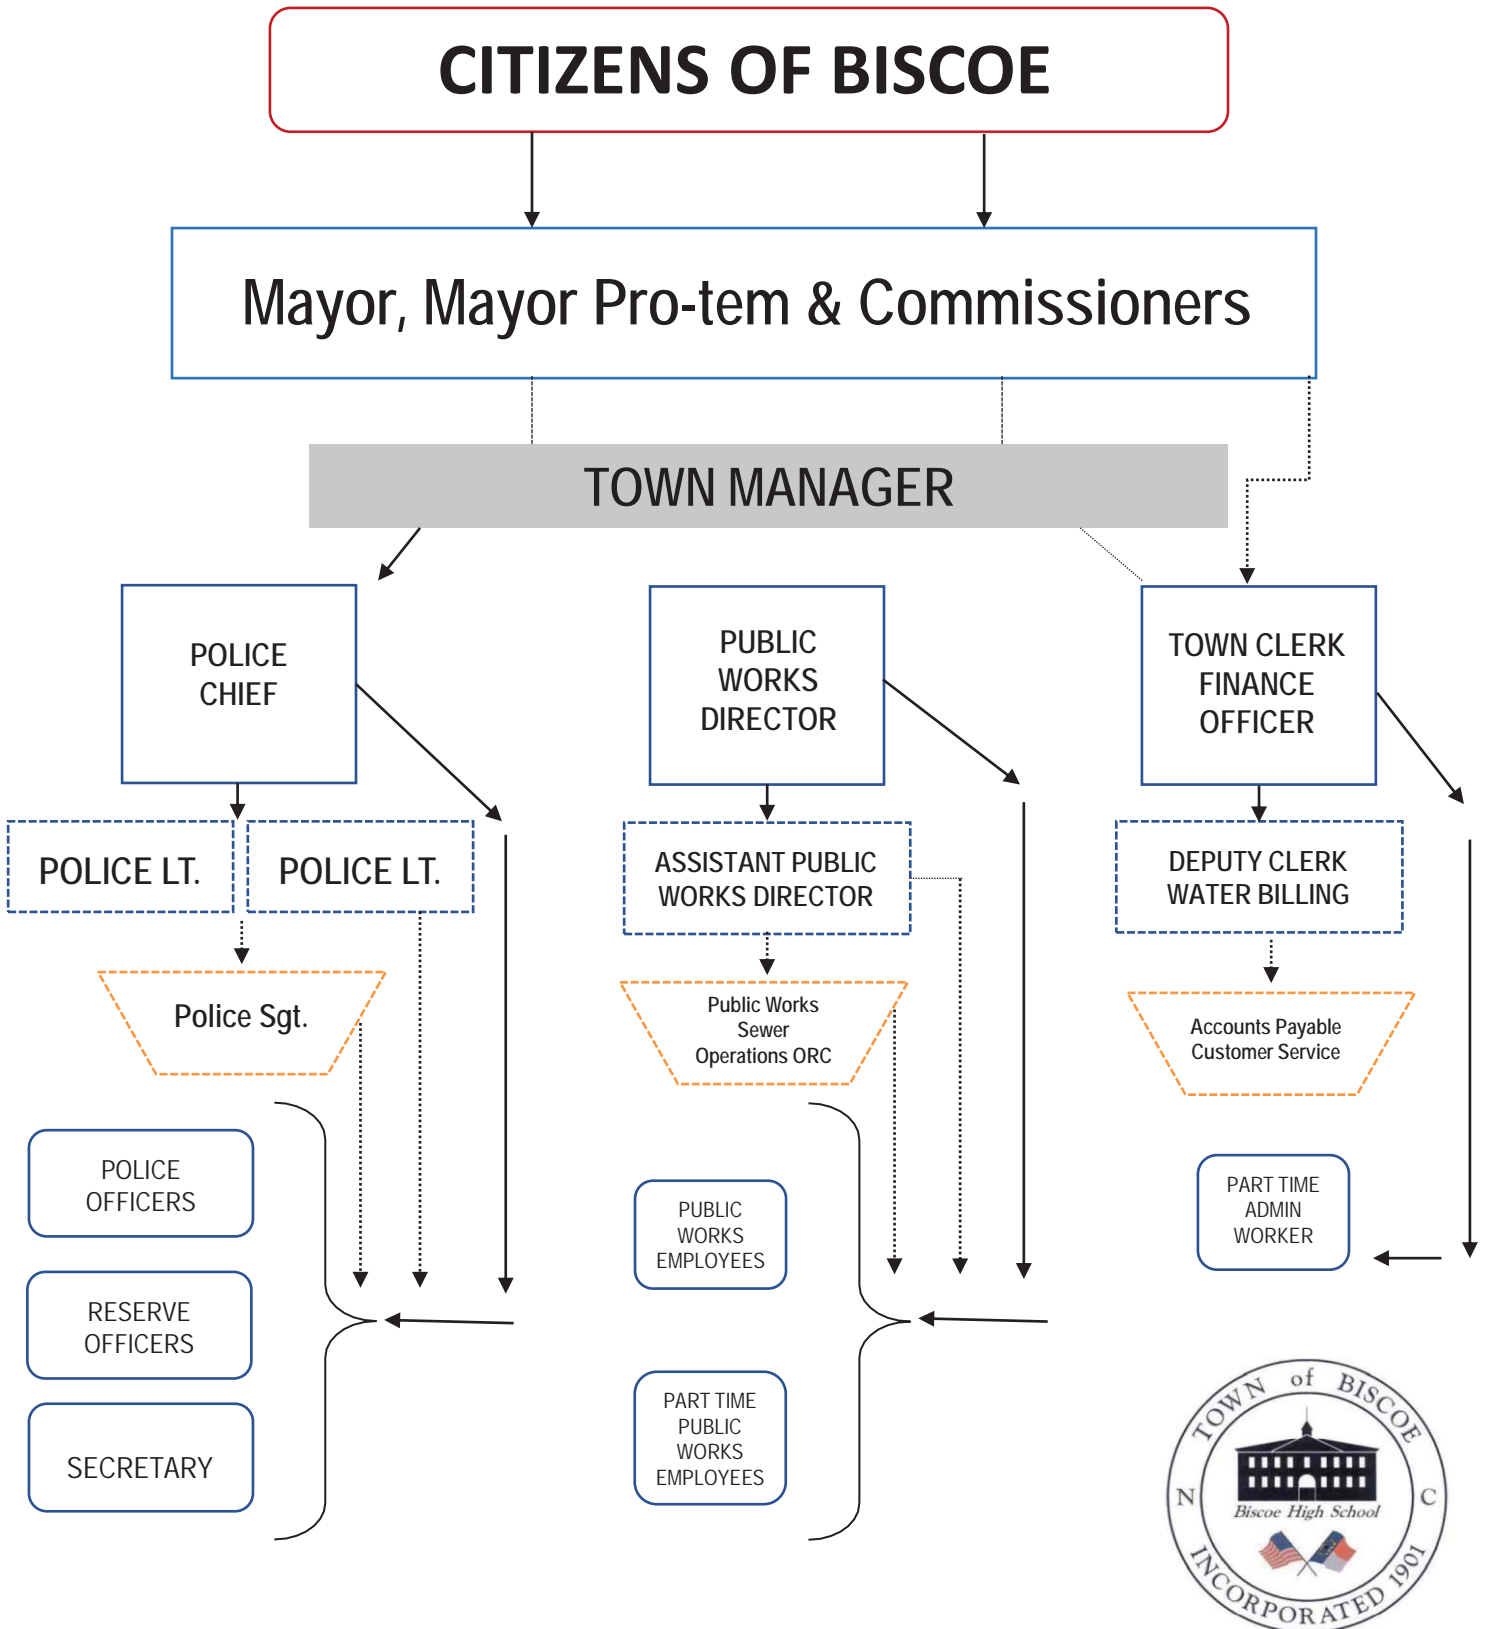 CITIZENS OF BISCOE
Mayor, Mayor Pro-tem & Commissioners
TOWN MANAGER
POLICE
CHIEF
PUBLIC
WORKS
DIRECTOR
TOWN CLERK
FINANCE
OFFICER
POLICE LT.
POLICE LT.
ASSISTANT PUBLIC
WORKS DIRECTOR
DEPUTY CLERK
WATER BILLING
Police Sgt.
Public Works
Sewer
Operations ORC
Accounts Payable
Customer Service
POLICE
OFFICERS
PUBLIC
WORKS
EMPLOYEES
PART TIME
ADMIN
WORKER
RESERVE
OFFICERS
SECRETARY
PART TIME
PUBLIC
WORKS
EMPLOYEES
TOWN of BISCOE
N C
Biscoe High School
INCORPORATED 1901